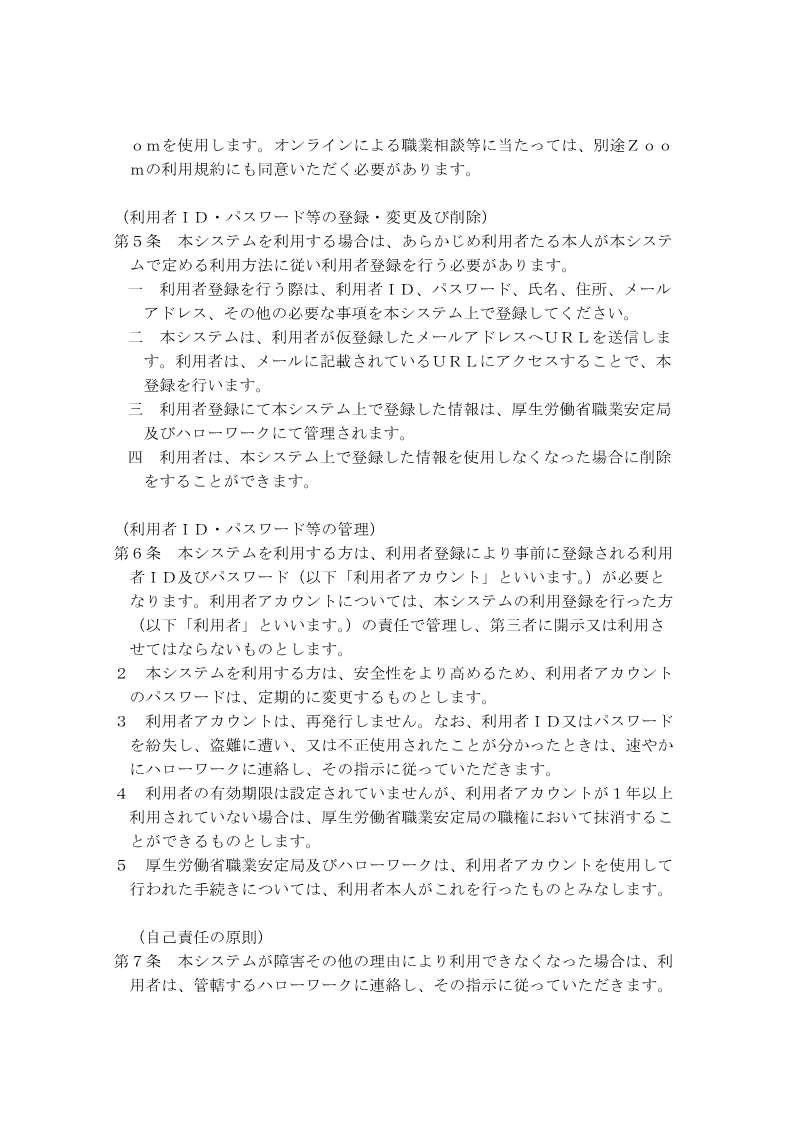 ｏｍを使用します。オンラインによる職業相談等に当たっては、別途Ｚｏｏ
ｍの利用規約にも同意いただく必要があります。
（利用者ＩＤ・パスワード等の登録・変更及び削除）
第５条　本システムを利用する場合は、あらかじめ利用者たる本人が本システ
ムで定める利用方法に従い利用者登録を行う必要があります。
一　利用者登録を行う際は、利用者ＩＤ、パスワード、氏名、住所、メール
アドレス、その他の必要な事項を本システム上で登録してください。
二　本システムは、利用者が仮登録したメールアドレスへＵＲＬを送信しま
す。利用者は、メールに記載されているＵＲＬにアクセスすることで、本
登録を行います。
三　利用者登録にて本システム上で登録した情報は、厚生労働省職業安定局
及びハローワークにて管理されます。
四　利用者は、本システム上で登録した情報を使用しなくなった場合に削除
をすることができます。
（利用者ＩＤ・パスワード等の管理）
第６条　本システムを利用する方は、利用者登録により事前に登録される利用
者ＩＤ及びパスワード（以下「利用者アカウント」といいます。）が必要と
なります。利用者アカウントについては、本システムの利用登録を行った方
（以下「利用者」といいます。）の責任で管理し、第三者に開示又は利用さ
せてはならないものとします。
２　本システムを利用する方は、安全性をより高めるため、利用者アカウント
のパスワードは、定期的に変更するものとします。
３　利用者アカウントは、再発行しません。なお、利用者ＩＤ又はパスワード
を紛失し、盗難に遭い、又は不正使用されたことが分かったときは、速やか
にハローワークに連絡し、その指示に従っていただきます。
４　利用者の有効期限は設定されていませんが、利用者アカウントが１年以上
利用されていない場合は、厚生労働省職業安定局の職権において抹消するこ
とができるものとします。
５　厚生労働省職業安定局及びハローワークは、利用者アカウントを使用して
行われた手続きについては、利用者本人がこれを行ったものとみなします。
（自己責任の原則）
第７条　本システムが障害その他の理由により利用できなくなった場合は、利
用者は、管轄するハローワークに連絡し、その指示に従っていただきます。